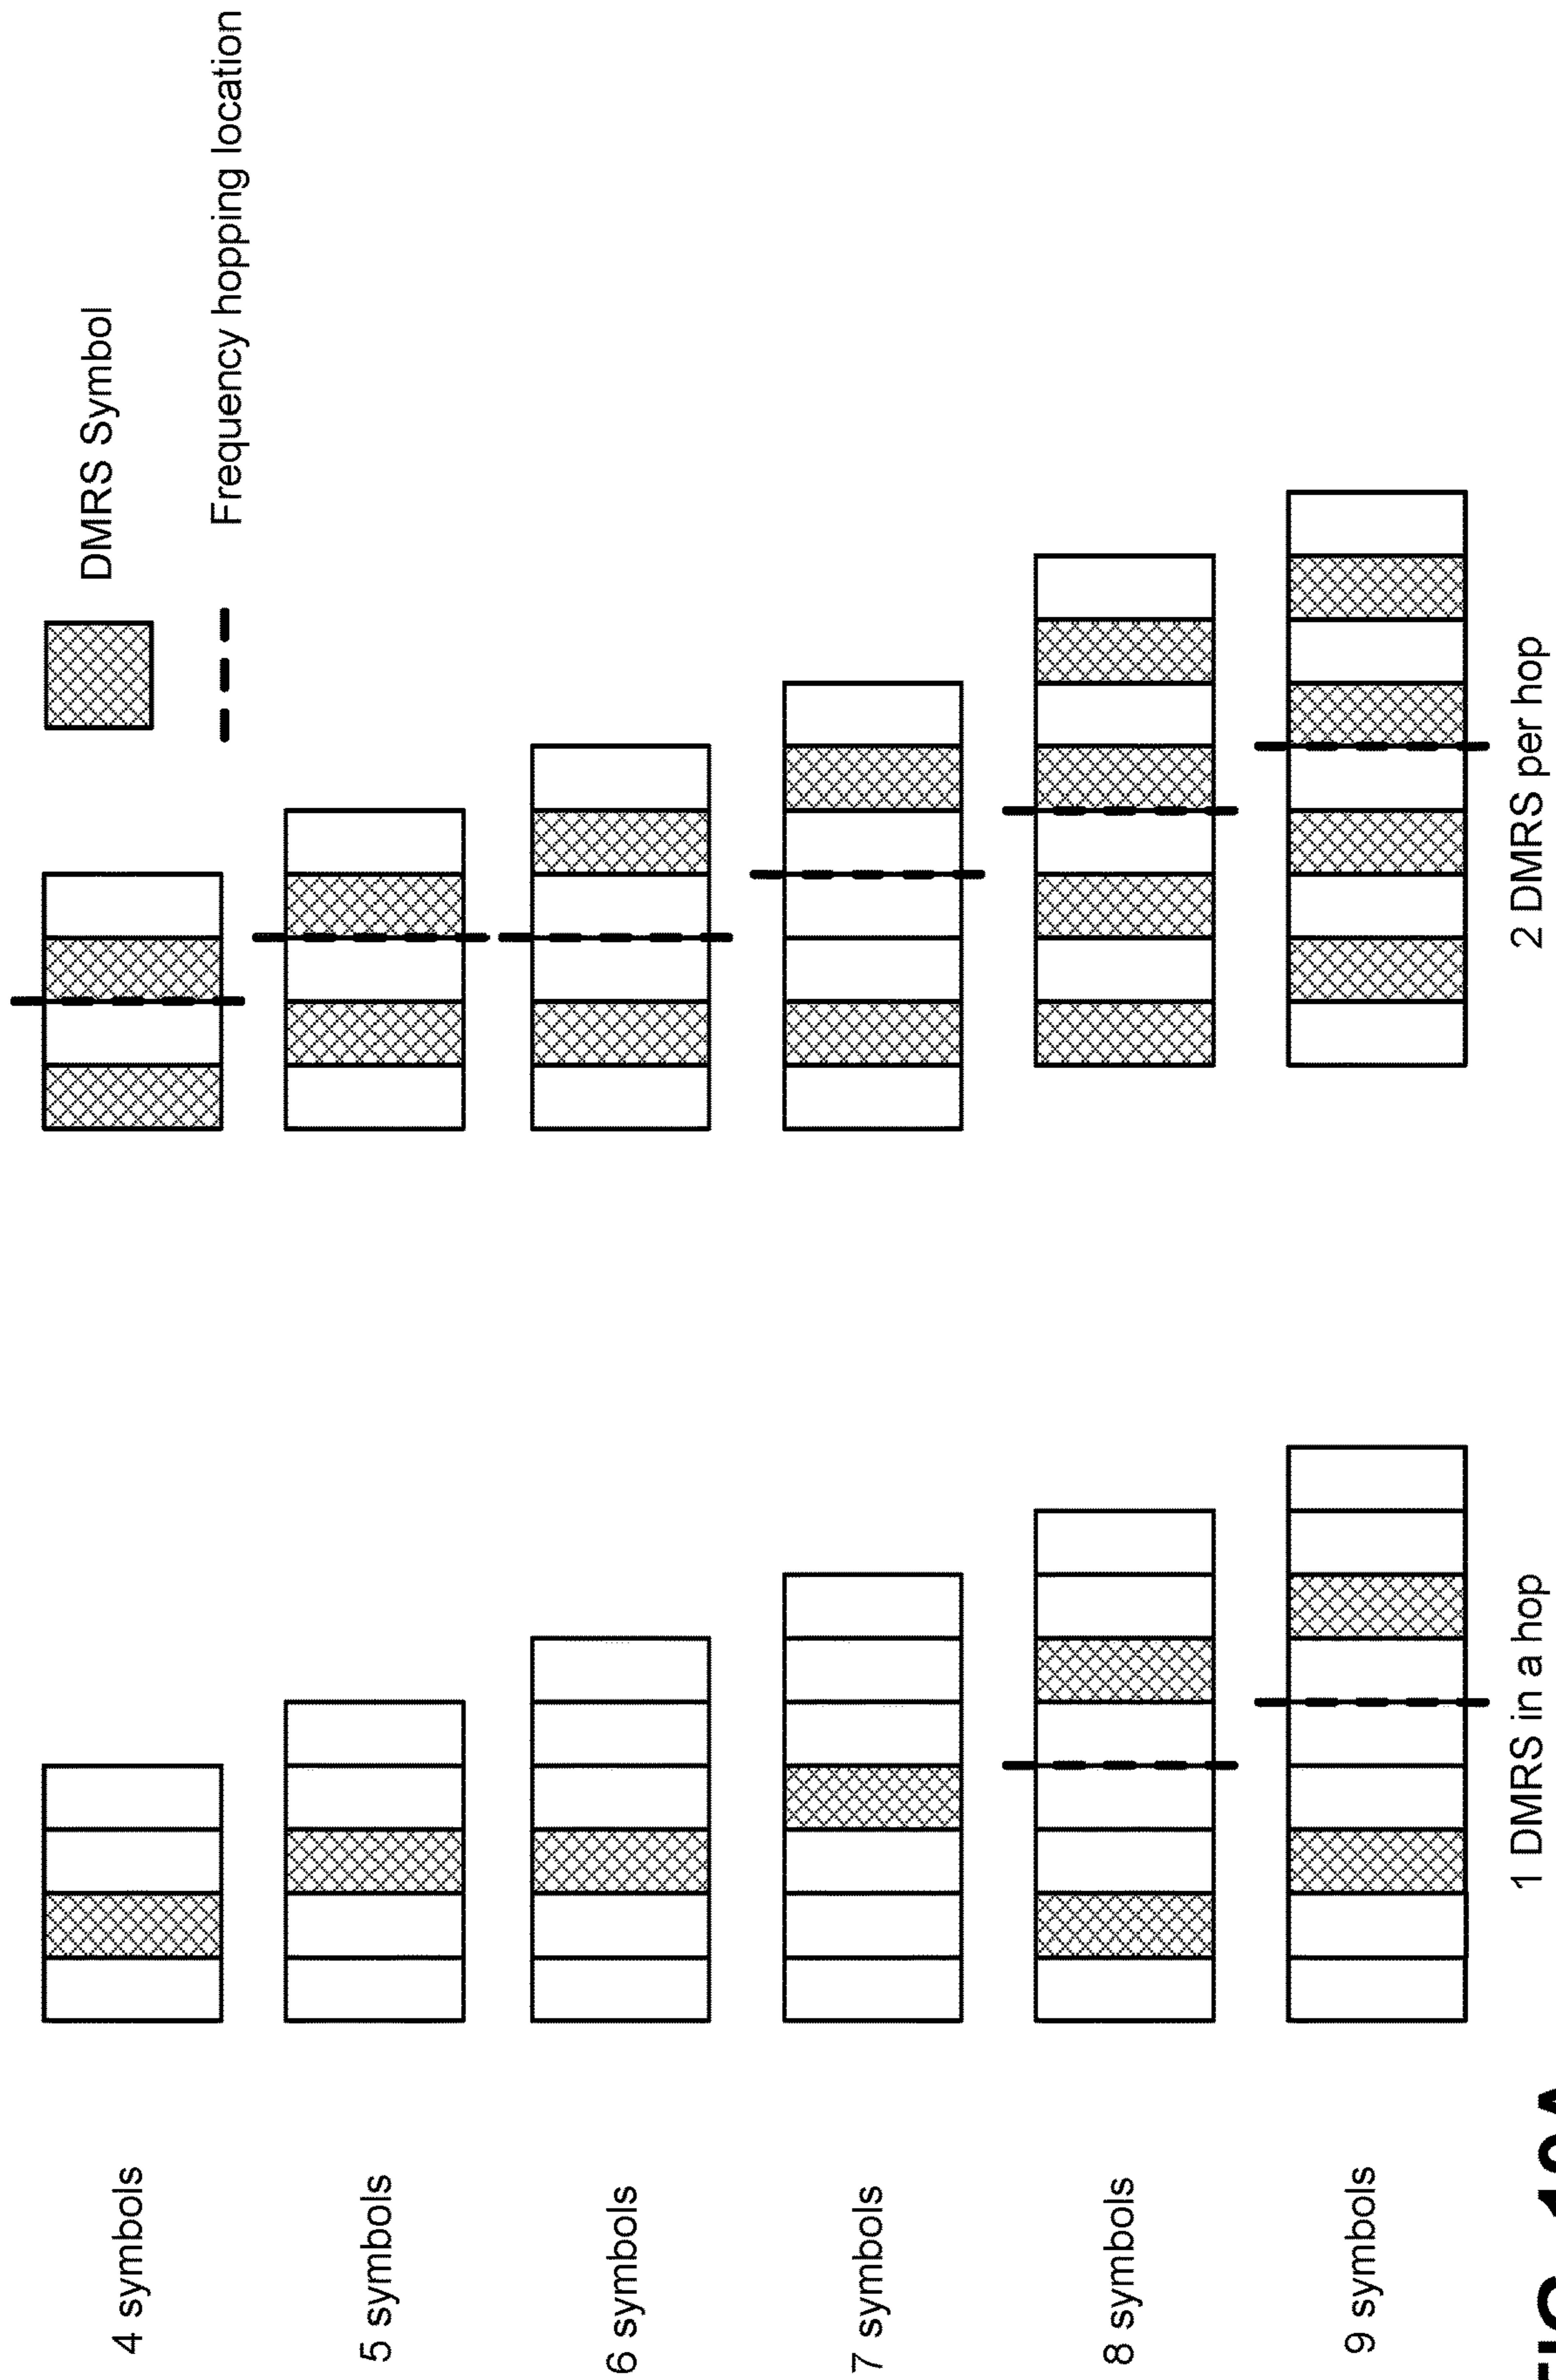 DMRS Symbol
Frequency hopping location
4 symbols
5 symbols
6 symbols
7 symbols
8 symbols
9 symbols
1 DMRS in a hop
2 DMRS per hop